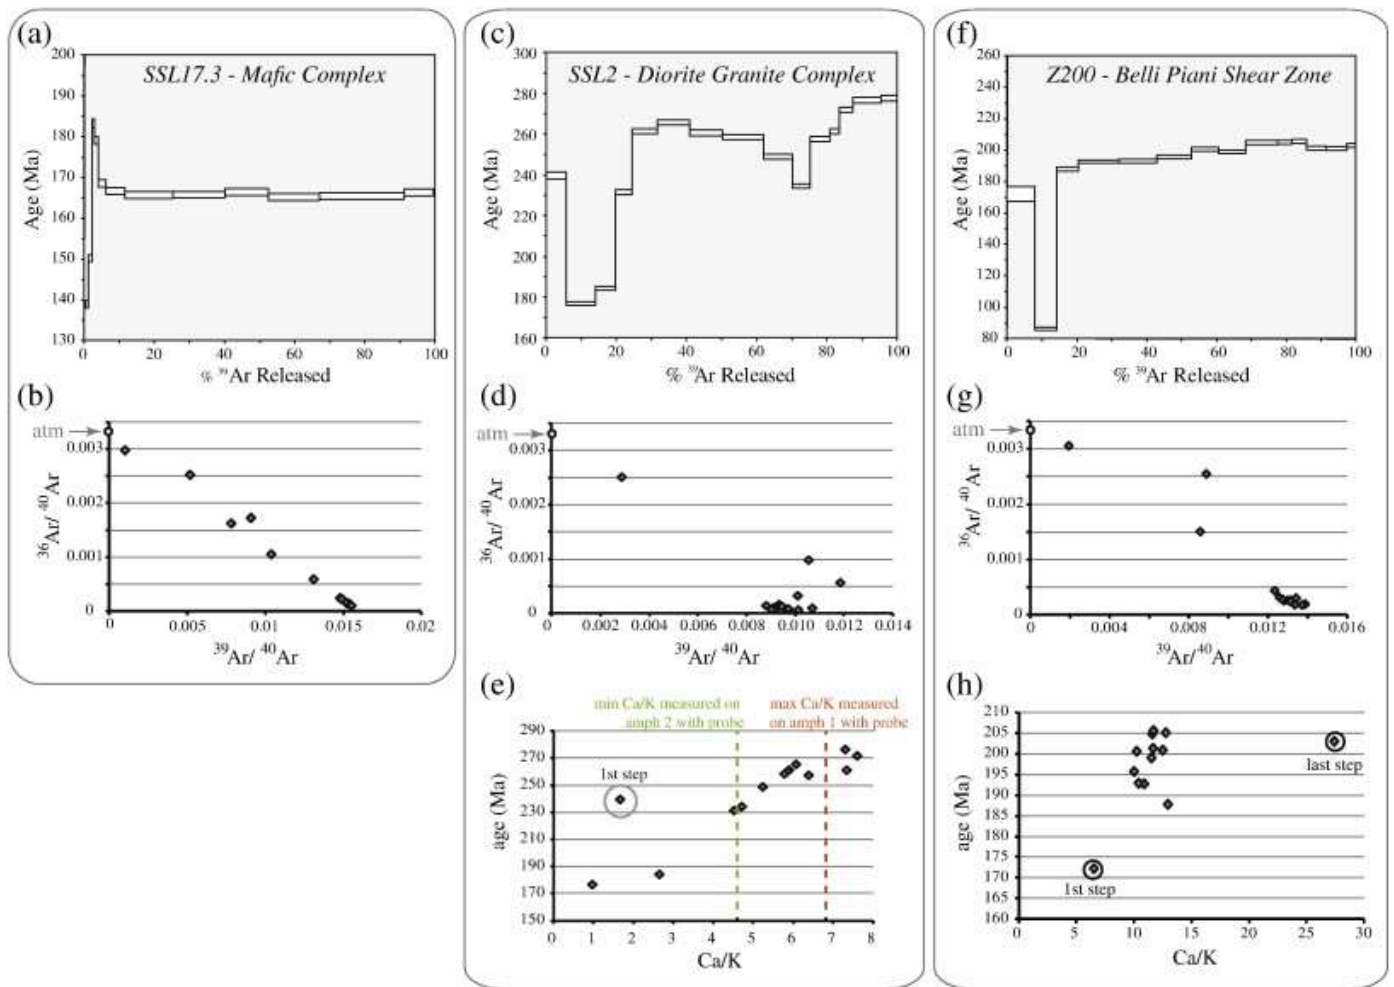 (a)
SSL17.3 - Mafic Complex
Age (Ma)
200
190
180
170
160
150
140
130
0 20 40 60 80 100
% ³⁹Ar Released
(b)
atm
³⁶Ar/ ⁴⁰Ar
0.003
0.002
0.001
0
0 0.005 0.01 0.015 0.02
³⁹Ar/ ⁴⁰Ar
(c)
SSL2 - Diorite Granite Complex
Age (Ma)
300
280
260
240
220
200
180
160
0 20 40 60 80 100
% ³⁹Ar Released
(d)
atm
³⁶Ar/ ⁴⁰Ar
0.003
0.002
0.001
0
0 0.002 0.004 0.006 0.008 0.010 0.012 0.014
³⁹Ar/ ⁴⁰Ar
(e)
min Ca/K measured on
amph 2 with probe
max Ca/K measured
on amph 1 with probe
age (Ma)
290
270
250
230
210
190
170
150
1st step
0 1 2 3 4 5 6 7 8
Ca/K
(f)
Z200 - Belli Piani Shear Zone
Age (Ma)
260
240
220
200
180
160
140
120
100
80
0 20 40 60 80 100
% ³⁹Ar Released
(g)
atm
³⁶Ar/ ⁴⁰Ar
0.003
0.002
0.001
0
0 0.004 0.008 0.012 0.016
³⁹Ar/ ⁴⁰Ar
(h)
age (Ma)
210
205
200
195
190
185
180
175
170
165
160
last step
1st step
0 5 10 15 20 25 30
Ca/K